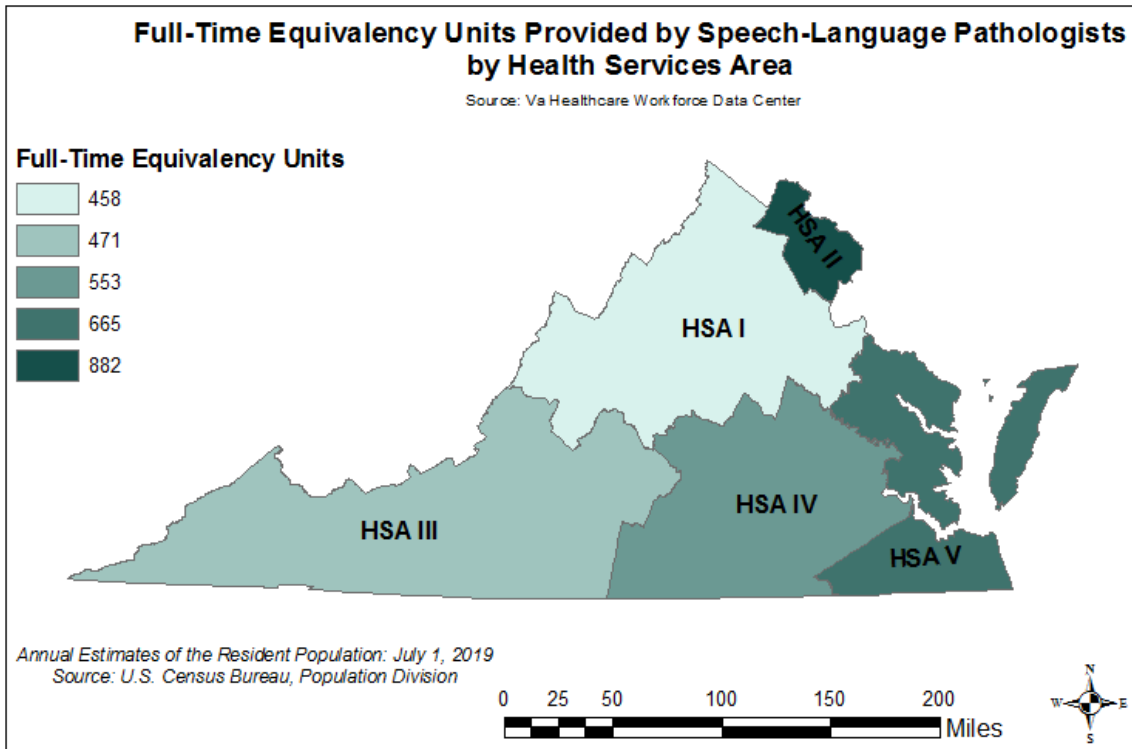 Full-Time Equivalency Units Provided by Speech-Language Pathologists
by Health Services Area
Source: Va Healthcare Workforce Data Center
Full-Time Equivalency Units
458
471
553
665
882
HSA II
HSA I
HSA IV
HSA III
HSA V
Annual Estimates of the Resident Population: July 1, 2019
Source: U.S. Census Bureau, Population Division
0 25 50 100 150 200
Miles
N
W E
S